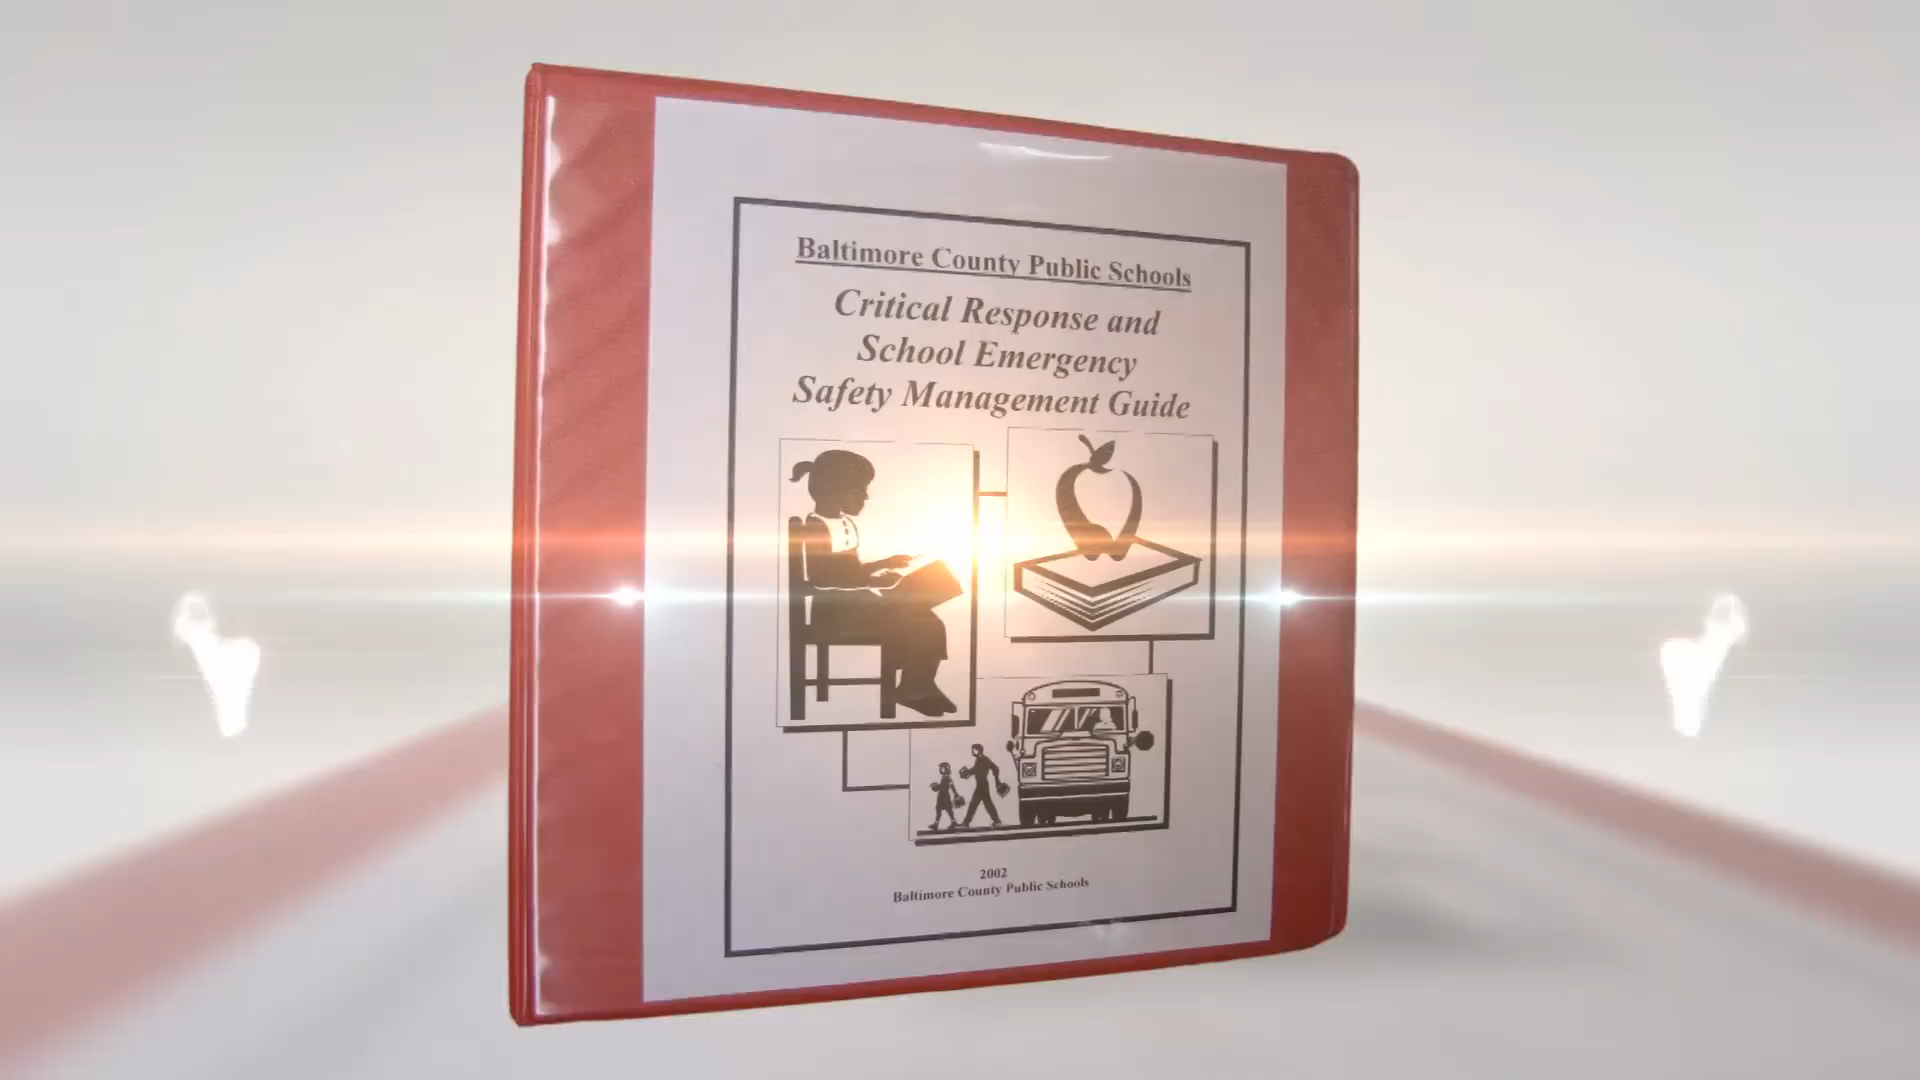 Baltimore County Public Schools
Critical Response and
School Emergency
Safety Management Guide
2002
Baltimore County Public Schools